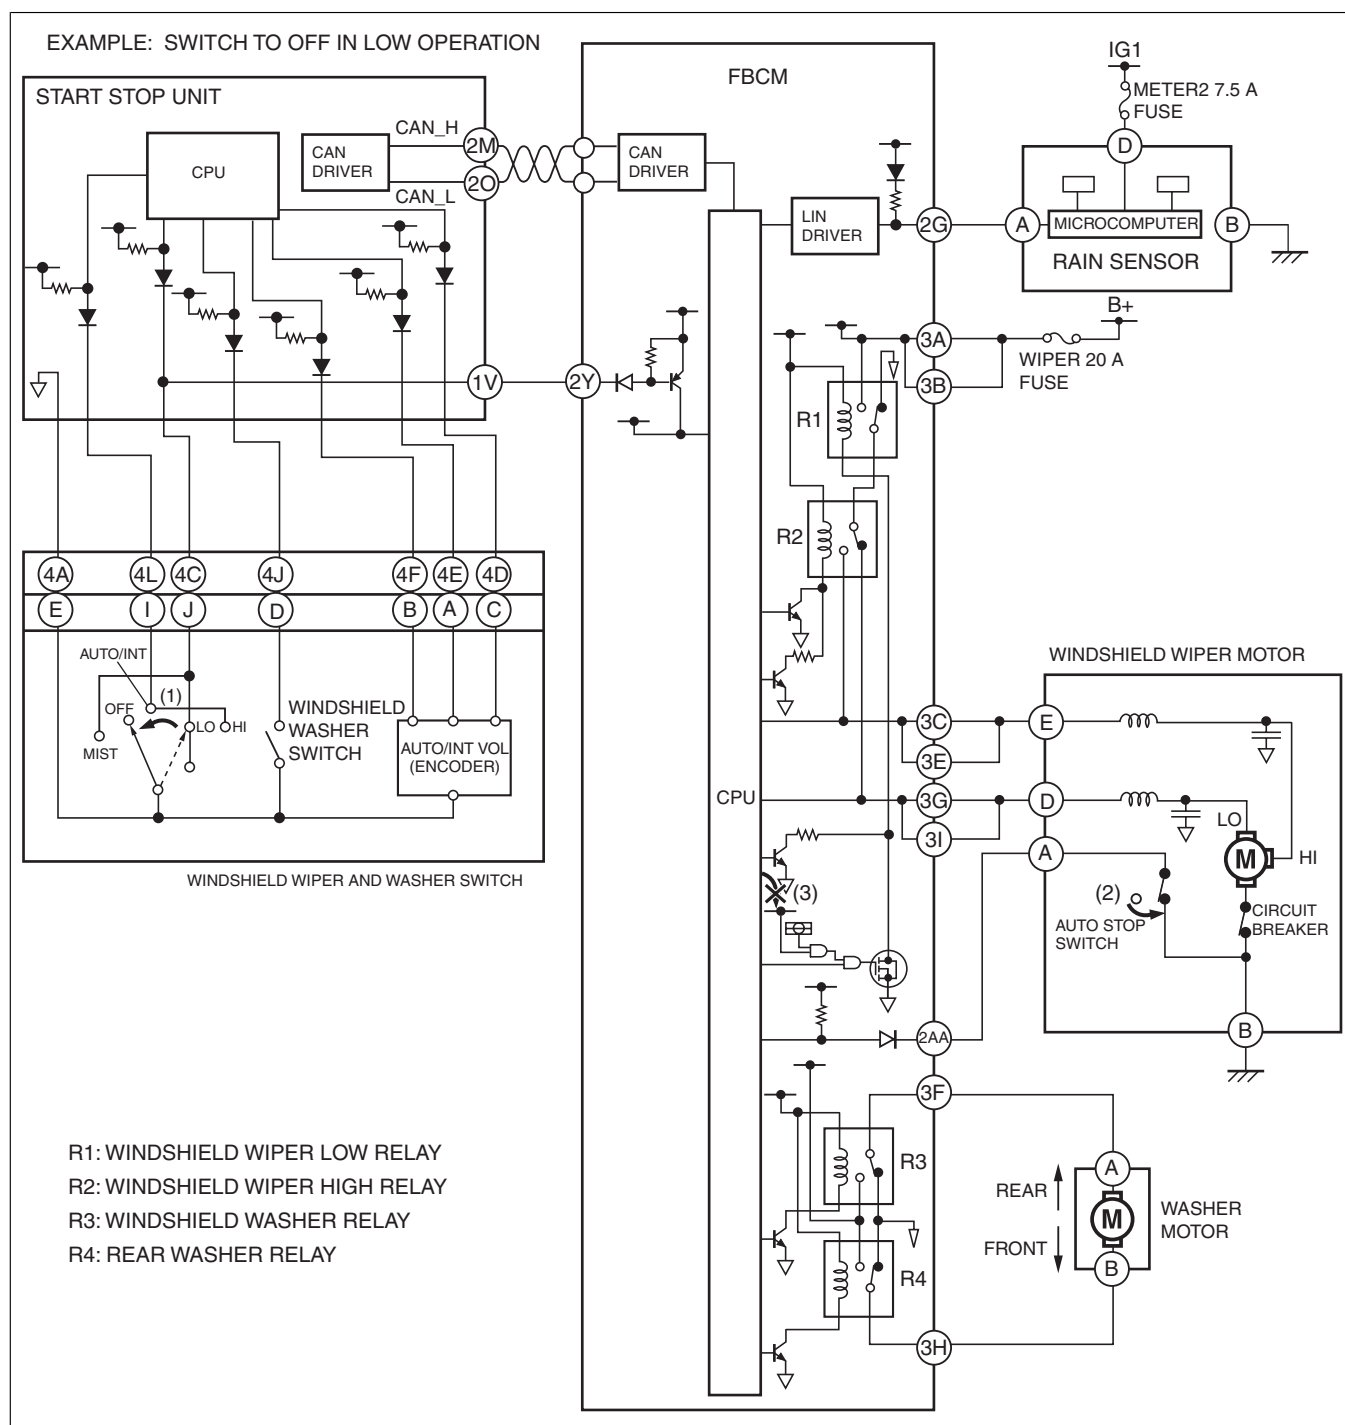 EXAMPLE: SWITCH TO OFF IN LOW OPERATION
START STOP UNIT
CPU
CAN
DRIVER
CAN_H
CAN_L
2M
2O
1V
FBCM
CAN
DRIVER
LIN
DRIVER
2G
2Y
IG1
METER2 7.5 A
FUSE
D
A
MICROCOMPUTER
B
RAIN SENSOR
B+
3A
WIPER 20 A
FUSE
3B
R1
R2
4A
4L
4C
4J
4F
4E
4D
E
I
J
D
B
A
C
AUTO/INT
(1)
OFF
LO
HI
MIST
WINDSHIELD
WASHER
SWITCH
AUTO/INT VOL
(ENCODER)
WINDSHIELD WIPER AND WASHER SWITCH
CPU
3C
3E
3G
3I
(3)
2AA
WINDSHIELD WIPER MOTOR
E
D
A
LO
M
HI
(2)
AUTO STOP
SWITCH
CIRCUIT
BREAKER
B
3F
R3
R4
3H
A
REAR
M
FRONT
WASHER
MOTOR
B
R1: WINDSHIELD WIPER LOW RELAY
R2: WINDSHIELD WIPER HIGH RELAY
R3: WINDSHIELD WASHER RELAY
R4: REAR WASHER RELAY